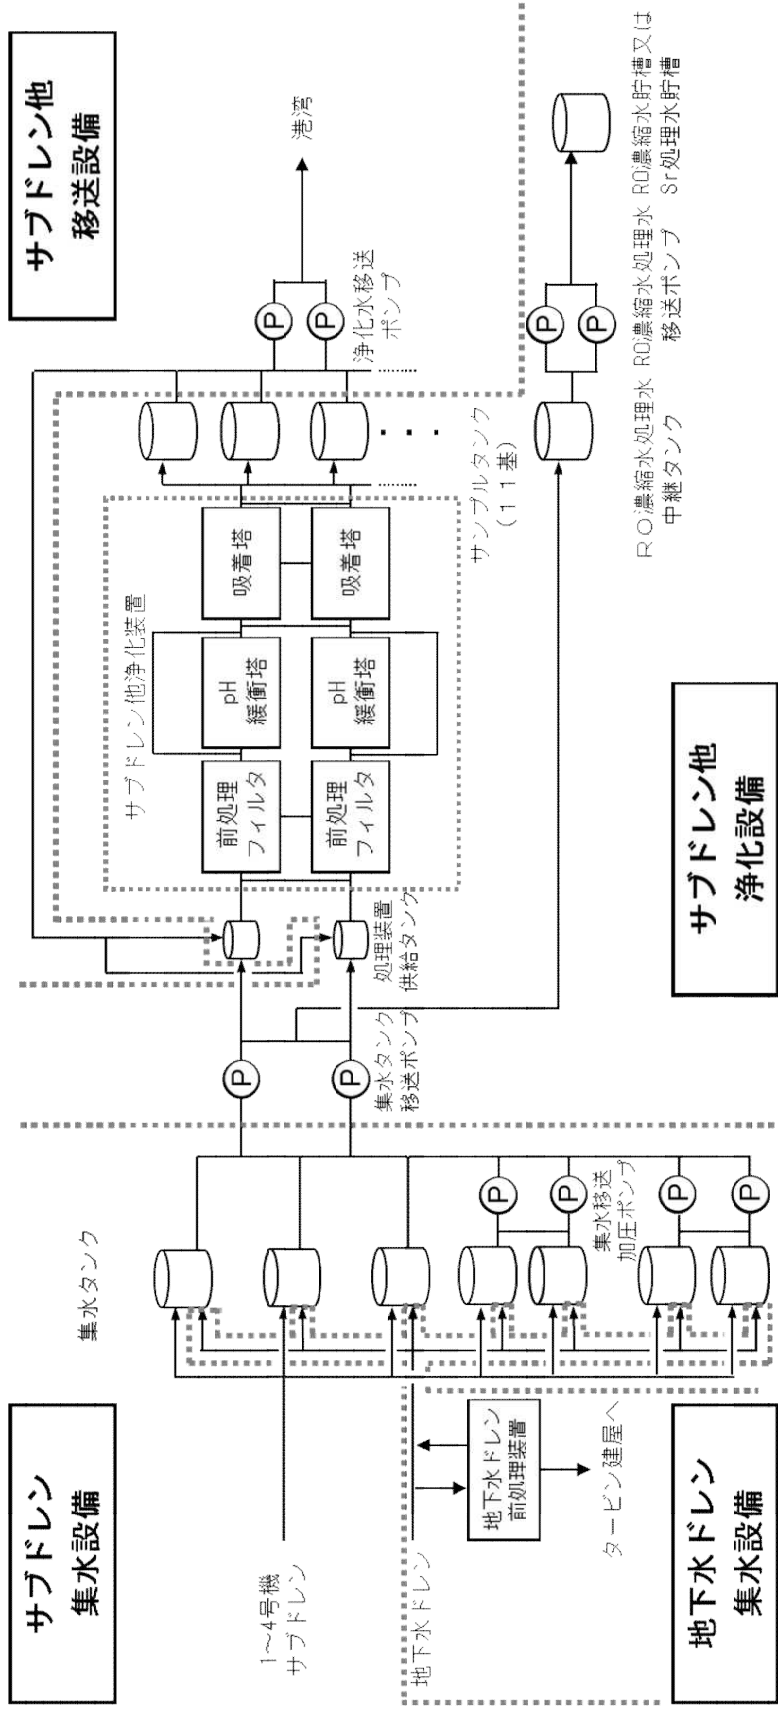 サブドレン
集水設備
サブドレン他
移送設備
集水タンク
1～4号機
サブドレン
地下水ドレン
地下水ドレン
前処理装置
タービン建屋へ
P
P
P
P
集水移送
加圧ポンプ
P
P
集水タンク
移送ポンプ
処理装置
供給タンク
サブドレン他浄化装置
前処理
フィルタ
pH
緩衝塔
吸着塔
前処理
フィルタ
pH
緩衝塔
吸着塔
サンプルタンク
(１１基)
P
P
浄化水移送
ポンプ
港湾
P
P
ＲＯ濃縮水処理水
中継タンク
RO濃縮水処理水
移送ポンプ
RO濃縮水貯槽又は
Sr処理水貯槽
地下水ドレン
集水設備
サブドレン他
浄化設備